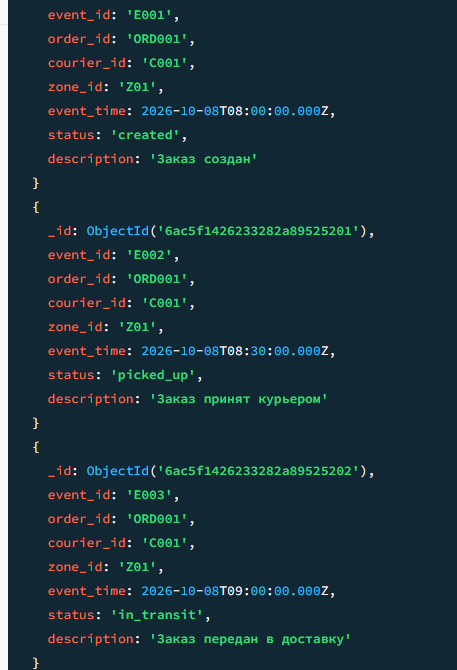 event_id: 'E001',
order_id: 'ORD001',
courier_id: 'C001',
zone_id: 'Z01',
event_time: 2026-10-08T08:00:00.000Z,
status: 'created',
description: 'Заказ создан'
}
{
_id: ObjectId('6ac5f1426233282a89525201'),
event_id: 'E002',
order_id: 'ORD001',
courier_id: 'C001',
zone_id: 'Z01',
event_time: 2026-10-08T08:30:00.000Z,
status: 'picked_up',
description: 'Заказ принят курьером'
}
{
_id: ObjectId('6ac5f1426233282a89525202'),
event_id: 'E003',
order_id: 'ORD001',
courier_id: 'C001',
zone_id: 'Z01',
event_time: 2026-10-08T09:00:00.000Z,
status: 'in_transit',
description: 'Заказ передан в доставку'
}